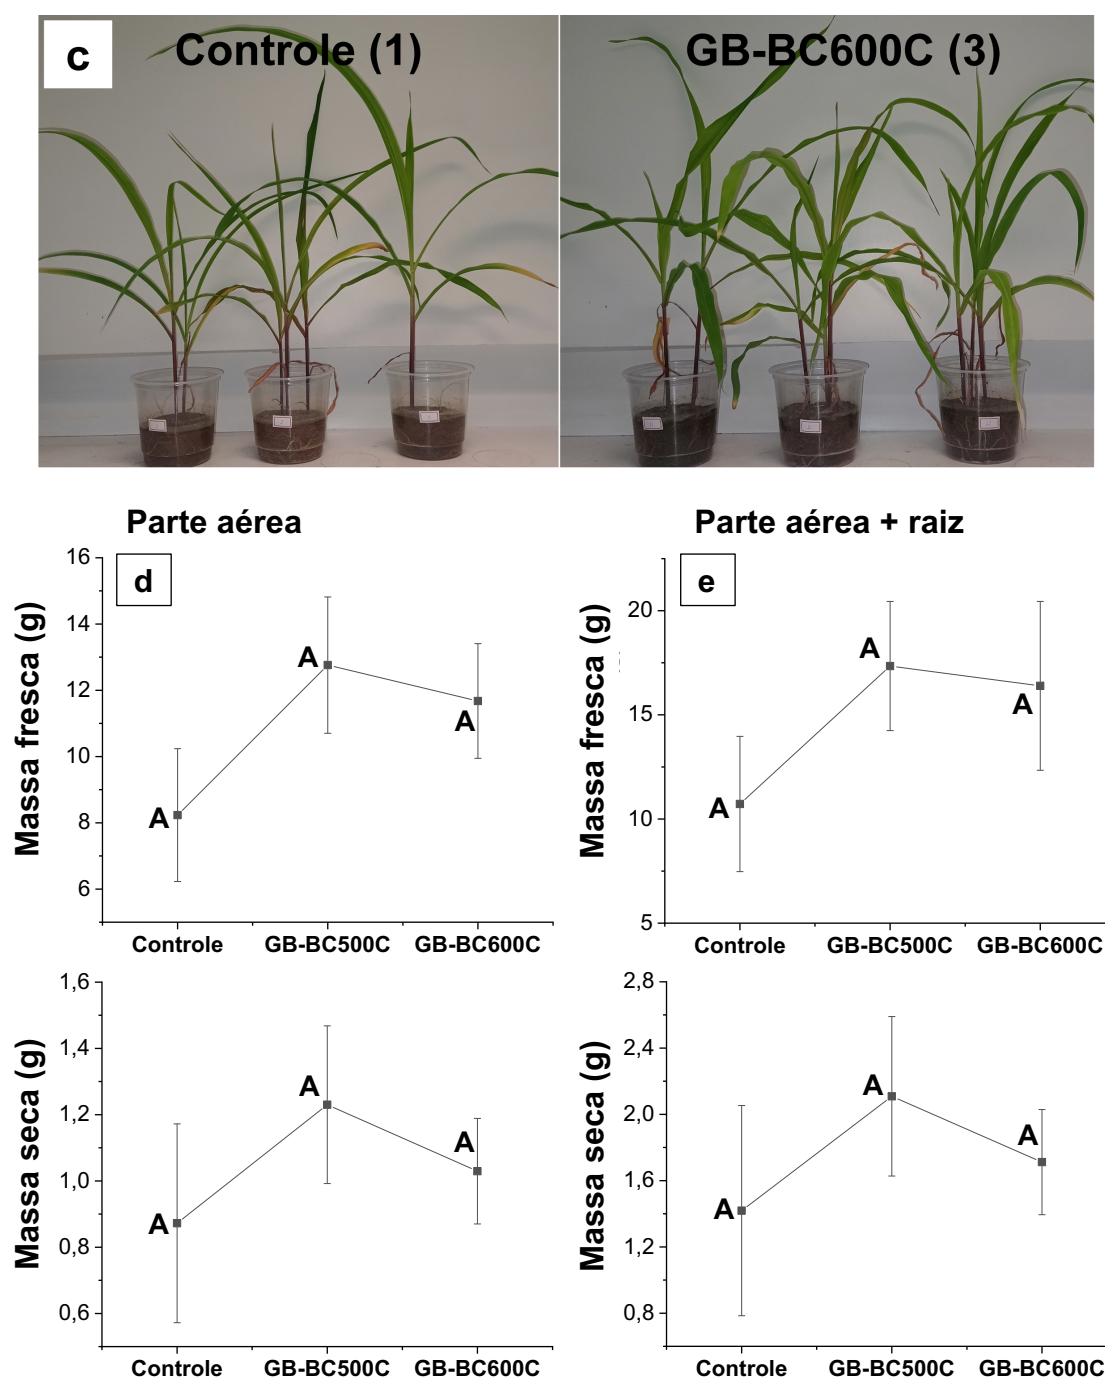 c
Controle (1)
GB-BC600C (3)
Parte aérea
Parte aérea + raiz
d
Massa fresca (g)
16
14
12
10
8
6
A
A
A
Controle
GB-BC500C
GB-BC600C
e
Massa fresca (g)
20
15
10
5
A
A
A
Controle
GB-BC500C
GB-BC600C
Massa seca (g)
1,6
1,4
1,2
1,0
0,8
0,6
A
A
A
Controle
GB-BC500C
GB-BC600C
Massa seca (g)
2,8
2,4
2,0
1,6
1,2
0,8
A
A
A
Controle
GB-BC500C
GB-BC600C